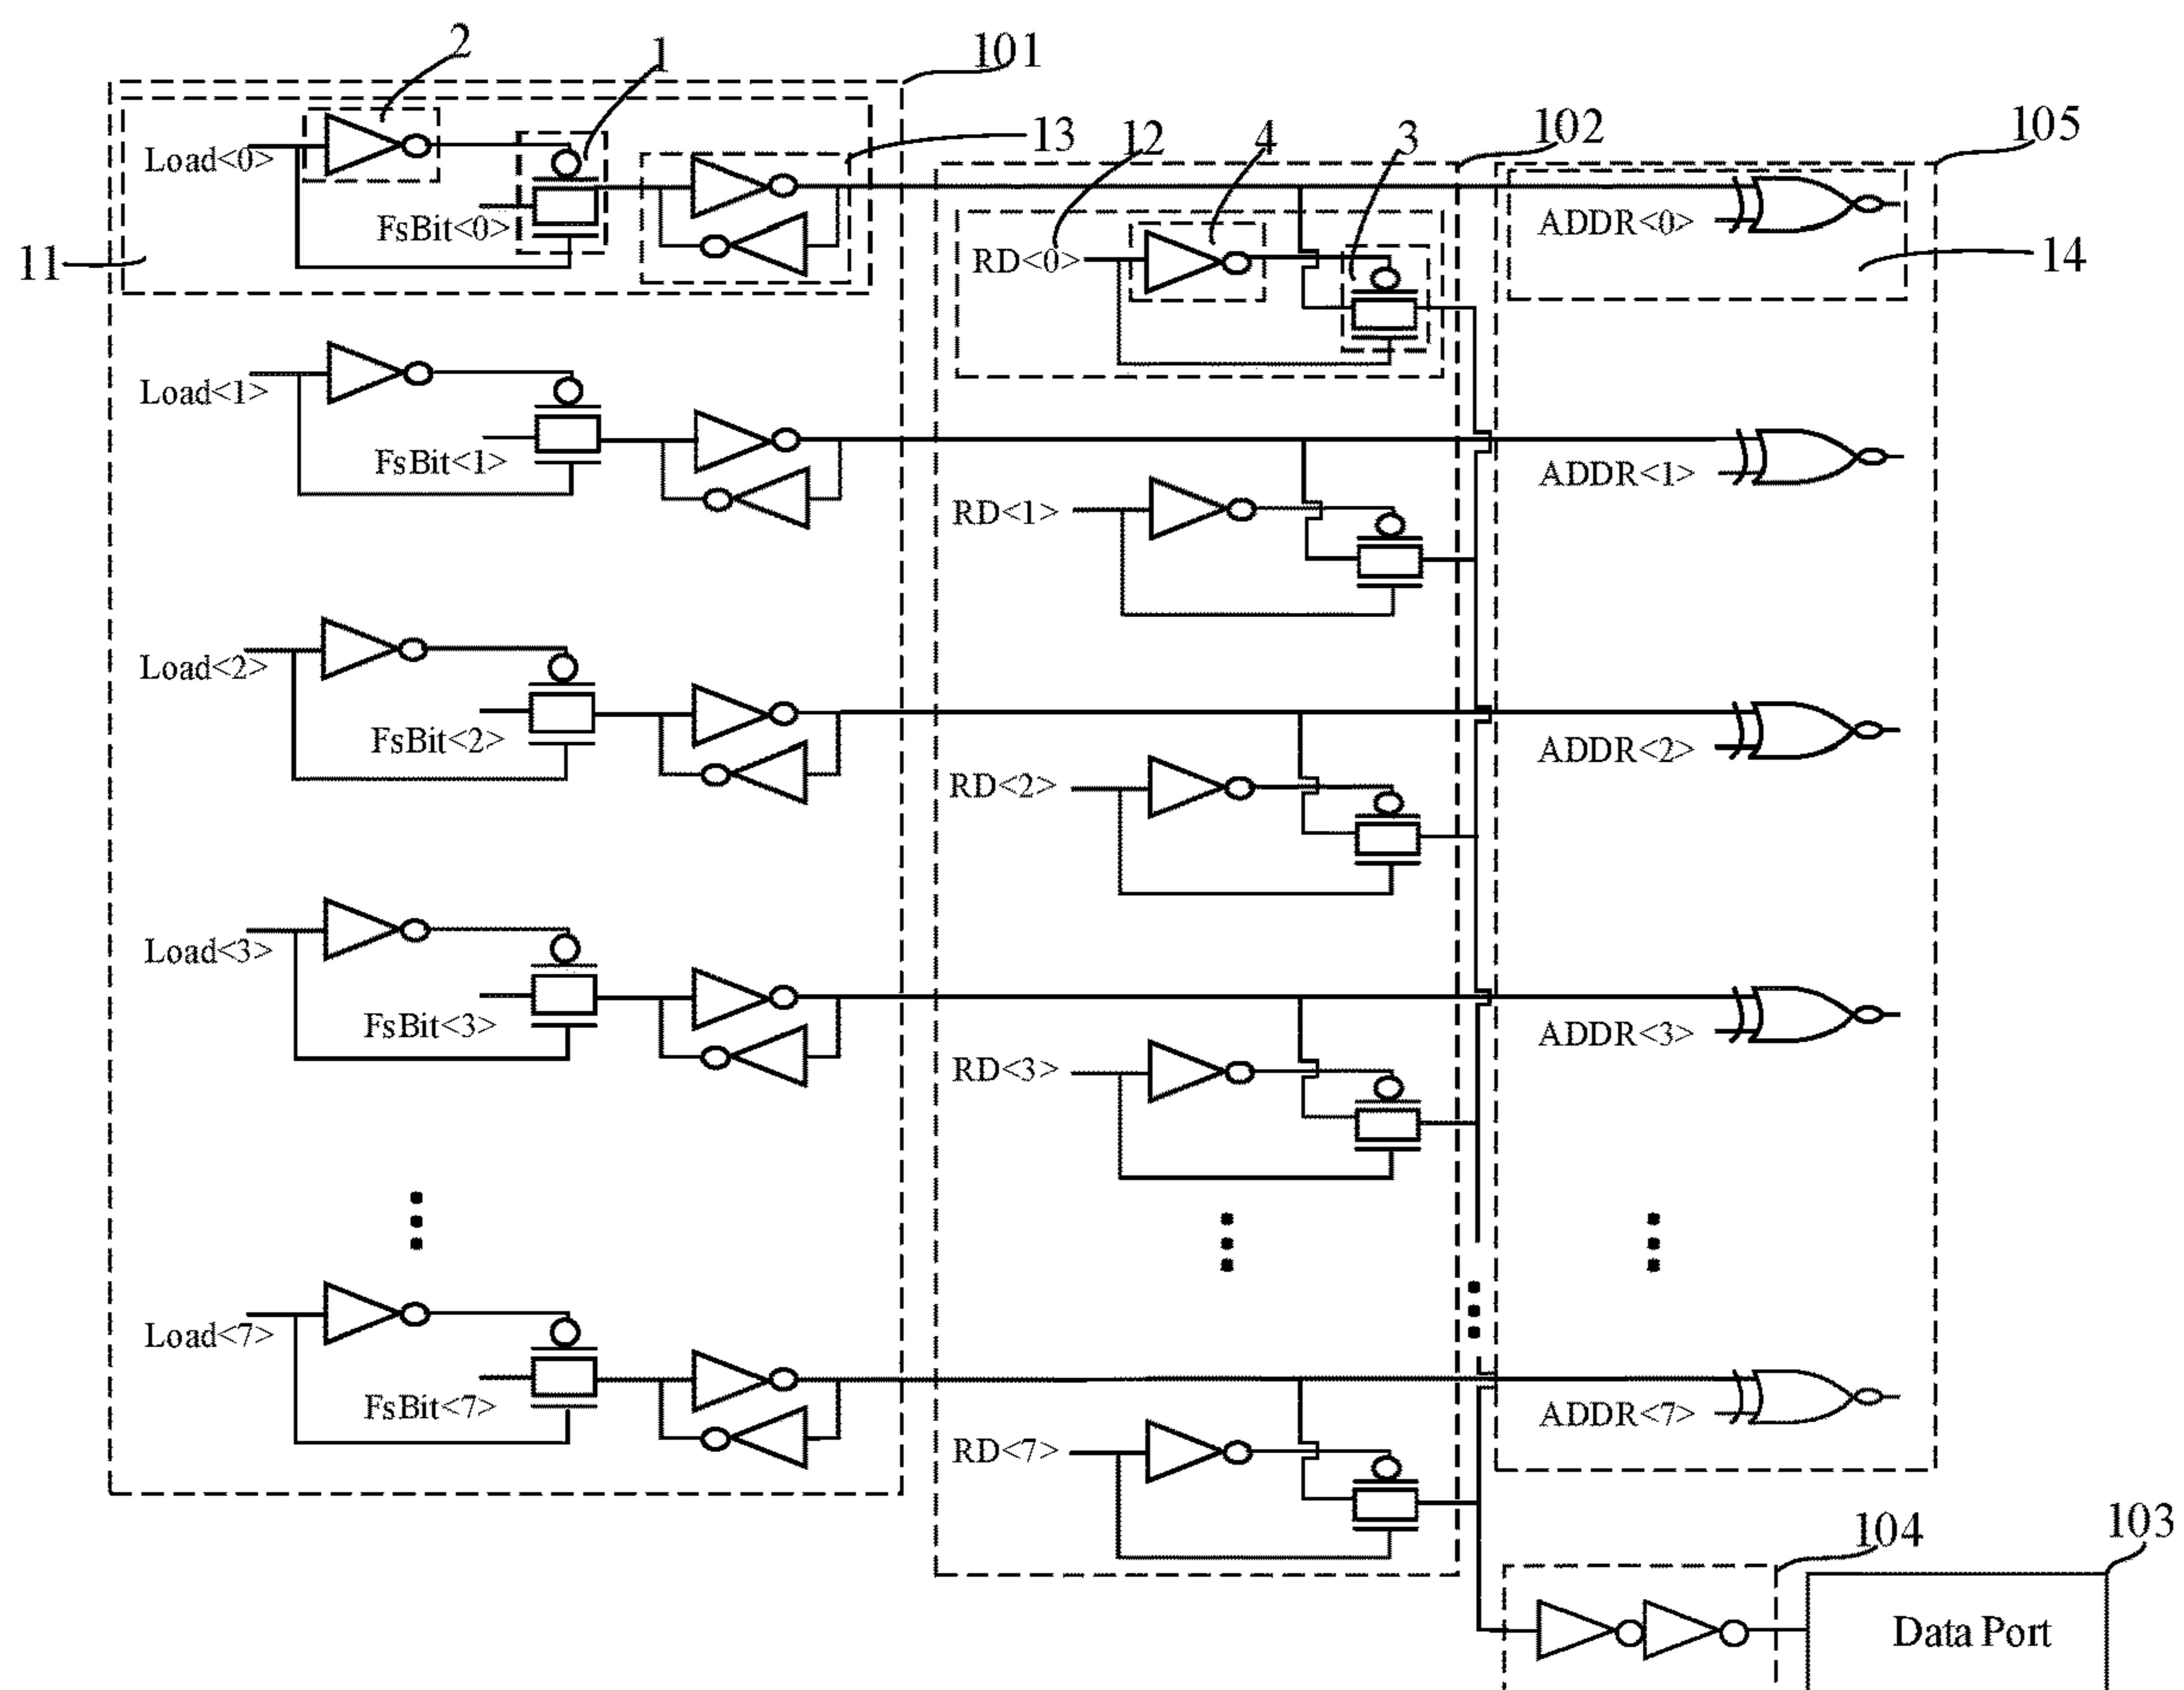 2
1
101
13
12
4
3
102
105
Load<0>
FsBit<0>
RD<0>
ADDR<0>
11
14
Load<1>
FsBit<1>
RD<1>
ADDR<1>
Load<2>
FsBit<2>
RD<2>
ADDR<2>
Load<3>
FsBit<3>
RD<3>
ADDR<3>
Load<7>
FsBit<7>
RD<7>
ADDR<7>
104
103
Data Port